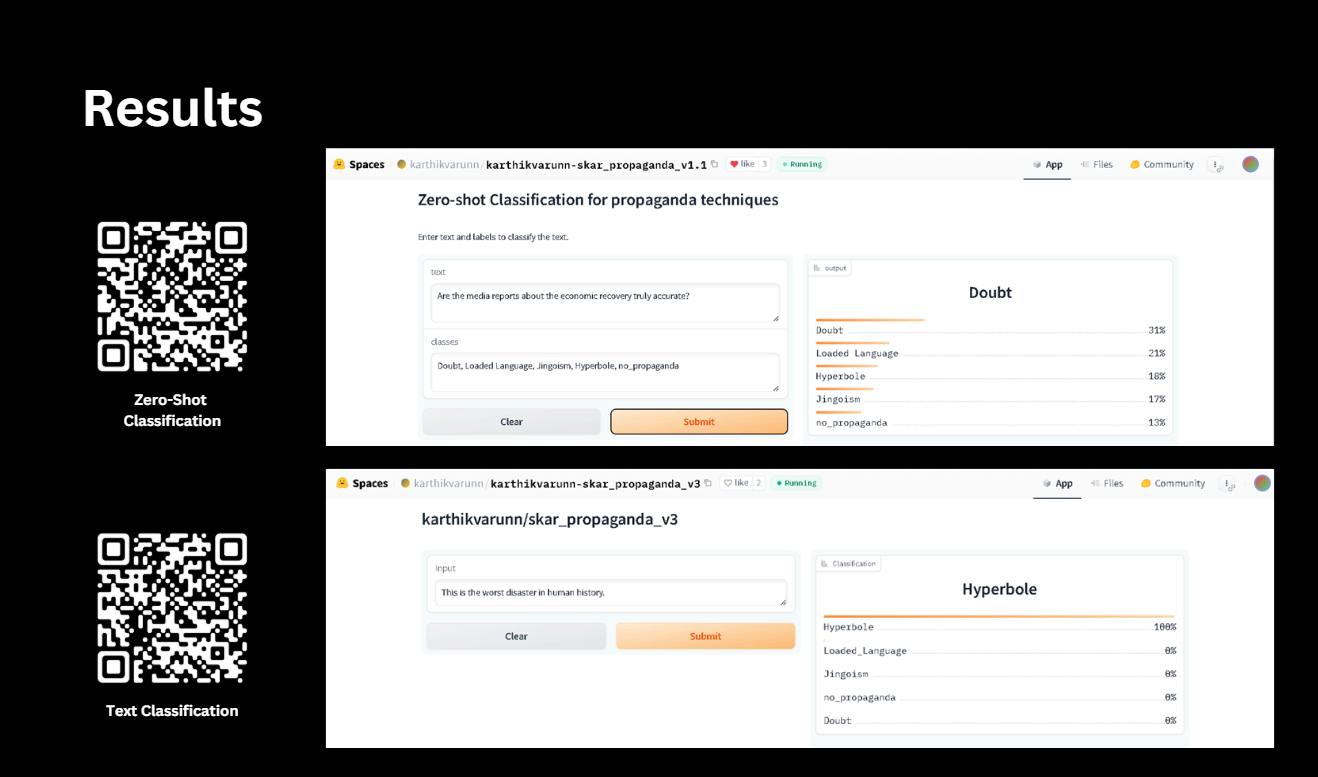 Results
Spaces karthikvarunn/karthikvarunn-skar_propaganda_v1.1 like 3 Running App Files Community
Zero-shot Classification for propaganda techniques
Enter text and labels to classify the text.
text
Are the media reports about the economic recovery truly accurate?
classes
Doubt, Loaded Language, Jingoism, Hyperbole, no_propaganda
Clear Submit
output
Doubt
Doubt 31%
Loaded Language 21%
Hyperbole 18%
Jingoism 17%
no_propaganda 13%
Zero-Shot
Classification
Spaces karthikvarunn/karthikvarunn-skar_propaganda_v3 like 2 Running App Files Community
karthikvarunn/skar_propaganda_v3
Input
This is the worst disaster in human history.
Clear Submit
Classification
Hyperbole
Hyperbole 100%
Loaded_Language 0%
Jingoism 0%
no_propaganda 0%
Doubt 0%
Text Classification